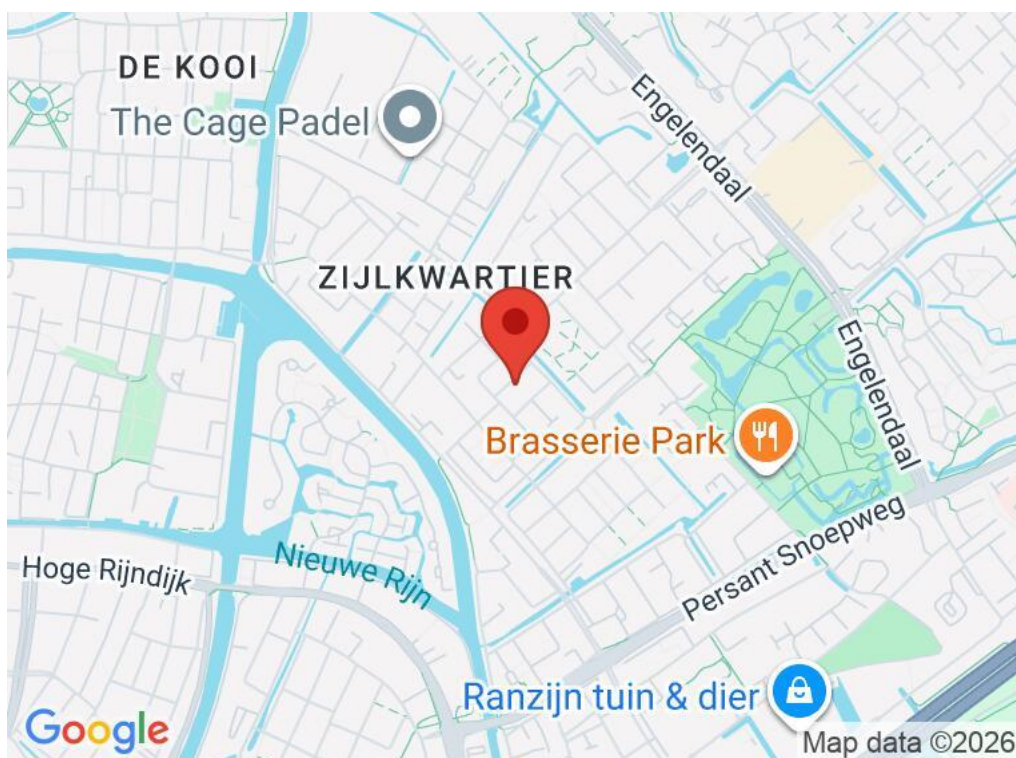 DE KOOI
The Cage Padel
Engelendaal
ZIJLKWARTIER
Engelendaal
Brasserie Park
Persant Snoepweg
Nieuwe Rijn
Hoge Rijndijk
Ranzijn tuin & dier
Google
Map data ©2026